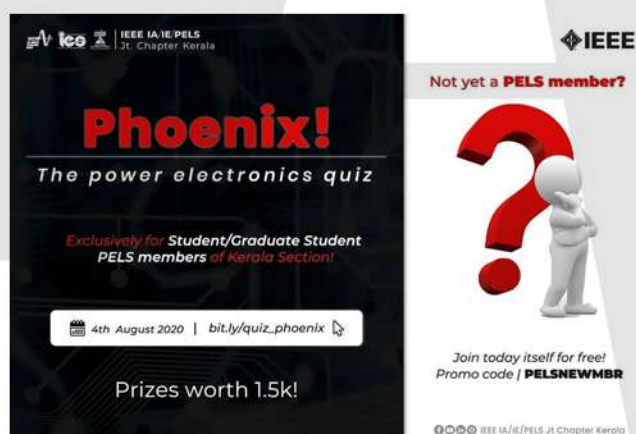 ies
IEEE IA/IE/PELS
Jt. Chapter Kerala
Phoenix!
The power electronics quiz
Exclusively for Student/Graduate Student
PELS members of Kerala Section!
4th August 2020 | bit.ly/quiz_phoenix
Prizes worth 1.5k!
IEEE
Not yet a PELS member?
?
Join today itself for free!
Promo code | PELSNEWMBR
IEEE IA/IE/PELS Jt Chapter Kerala